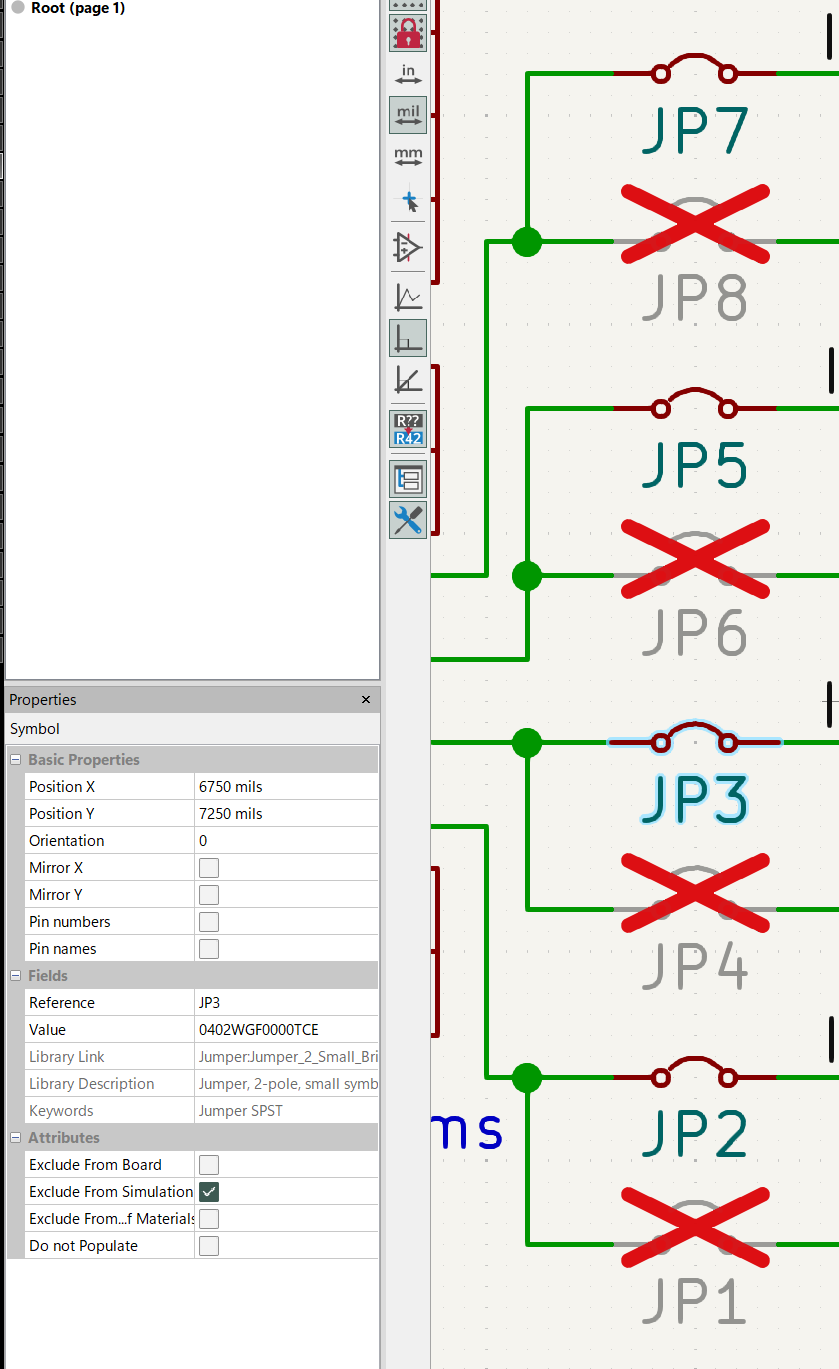 Root (page 1)
in
mil
mm
R??
R42
Properties
Symbol
Basic Properties
Position X 6750 mils
Position Y 7250 mils
Orientation 0
Mirror X
Mirror Y
Pin numbers
Pin names
Fields
Reference JP3
Value 0402WGF0000TCE
Library Link Jumper:Jumper_2_Small_Bri
Library Description Jumper, 2-pole, small symb
Keywords Jumper SPST
Attributes
Exclude From Board
Exclude From Simulation
Exclude From...f Materials
Do not Populate
JP7
JP8
JP5
JP6
JP3
JP4
ms
JP2
JP1